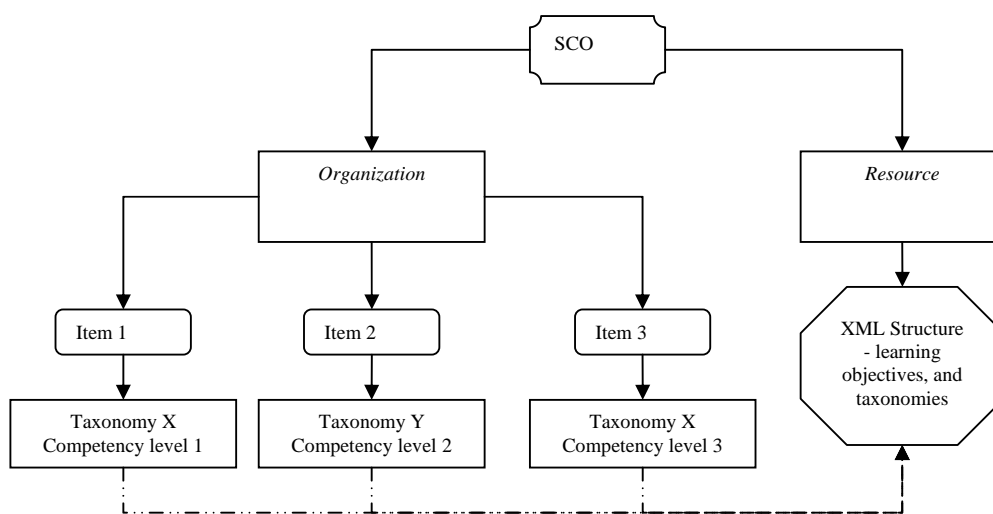 SCO
Organization
Resource
Item 1
Item 2
Item 3
XML Structure
- learning
objectives, and
taxonomies
Taxonomy X
Competency level 1
Taxonomy Y
Competency level 2
Taxonomy X
Competency level 3